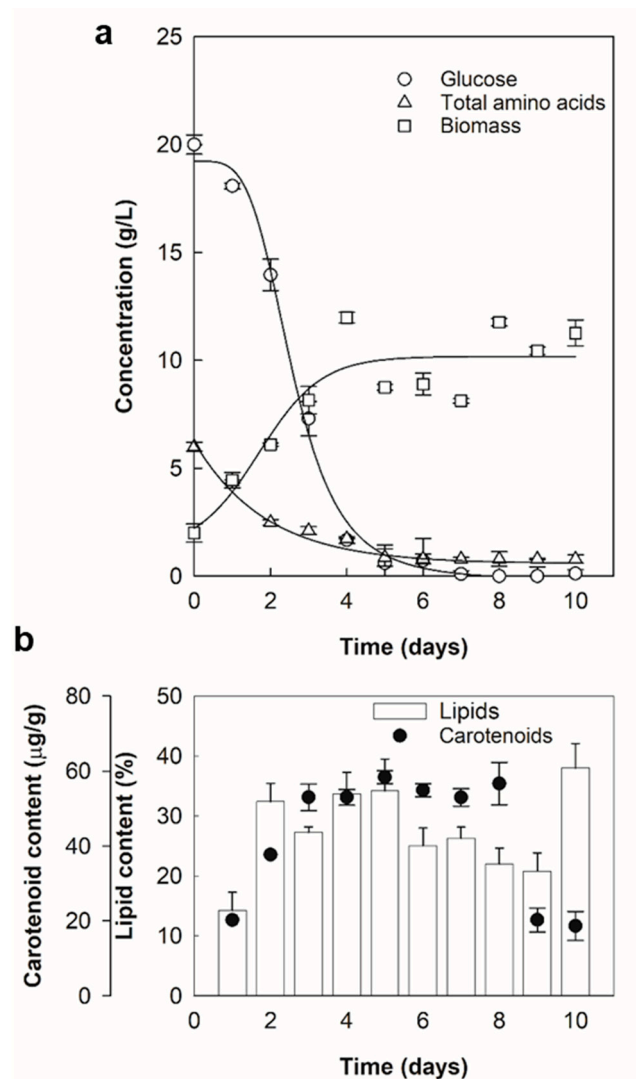 a
25
20
15
10
5
0
Concentration (g/L)
Glucose
Total amino acids
Biomass
0 2 4 6 8 10
Time (days)
b
80
60
40
20
0
Carotenoid content (μg/g)
50
40
30
20
10
0
Lipid content (%)
Lipids
Carotenoids
0 2 4 6 8 10
Time (days)